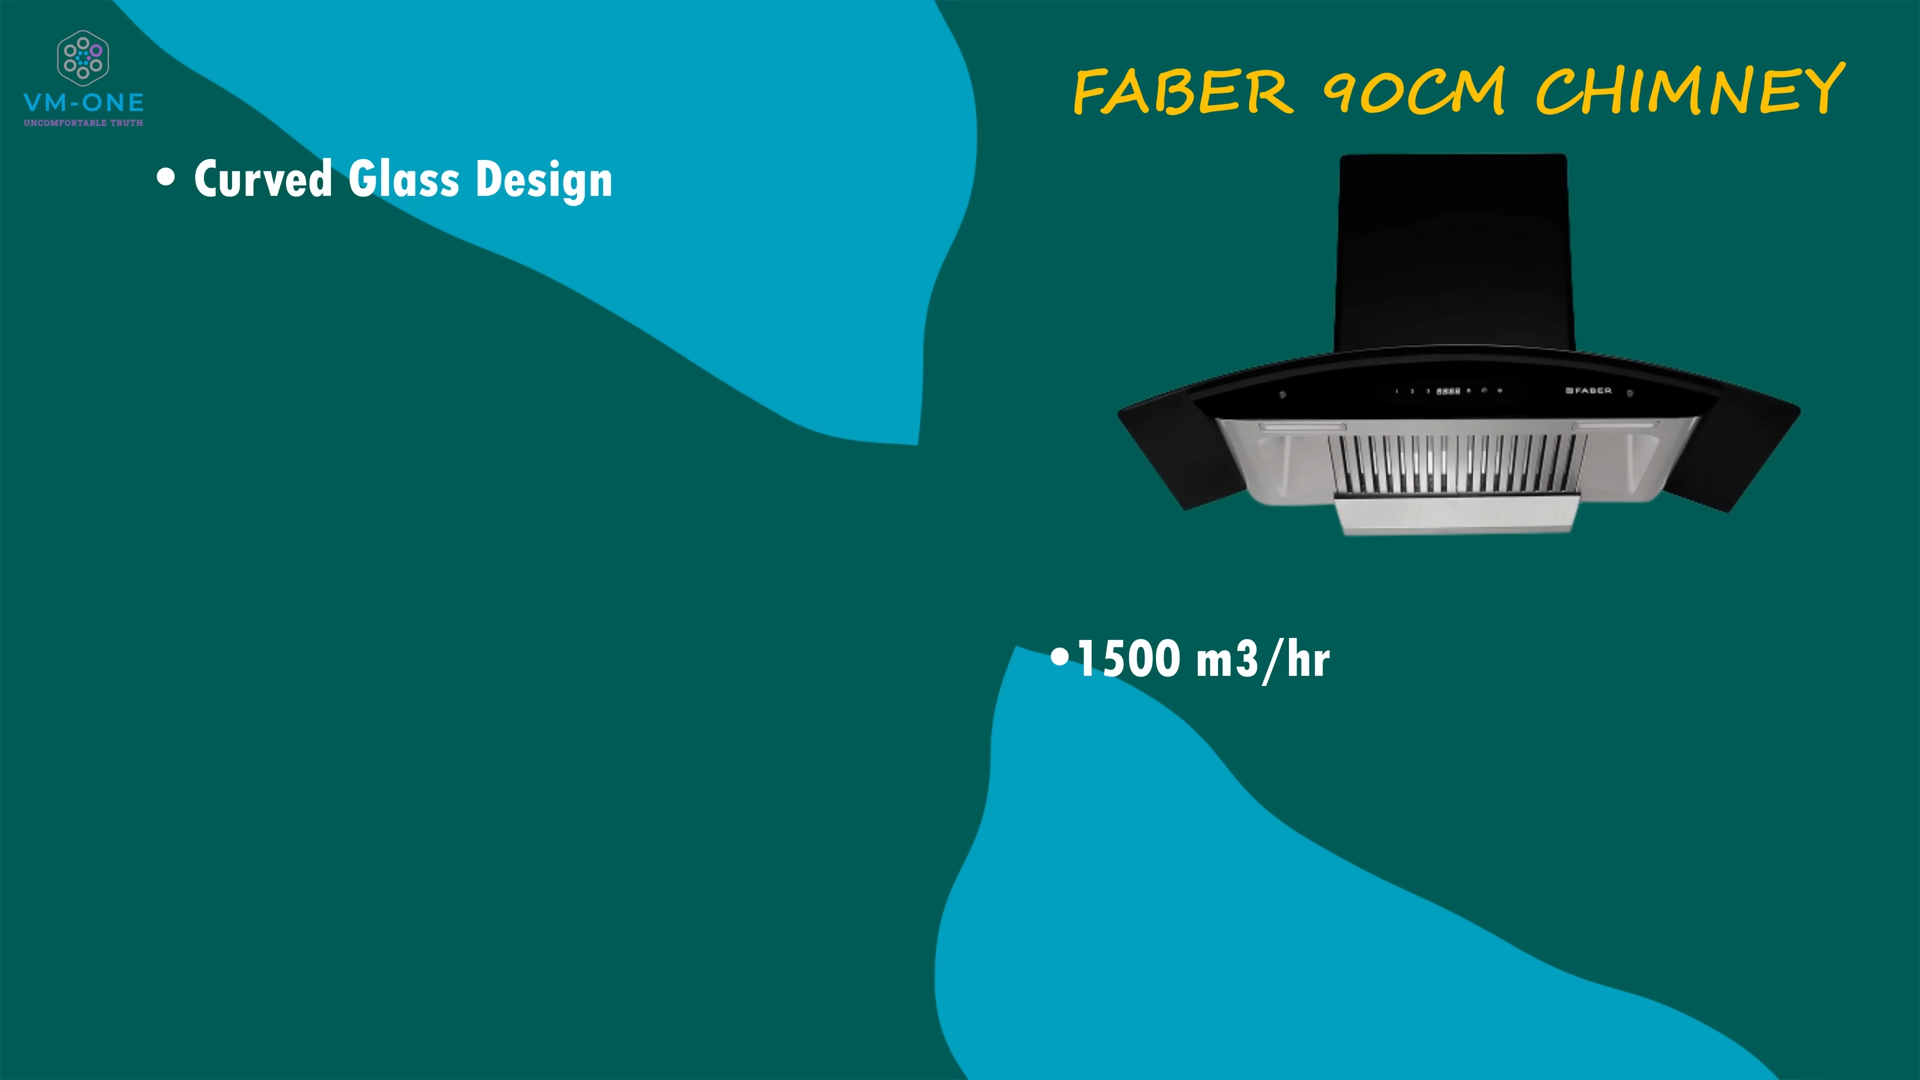 VM-ONE
UNCOMFORTABLE TRUTH
FABER 90CM CHIMNEY
• Curved Glass Design
FABER
•1500 m3/hr